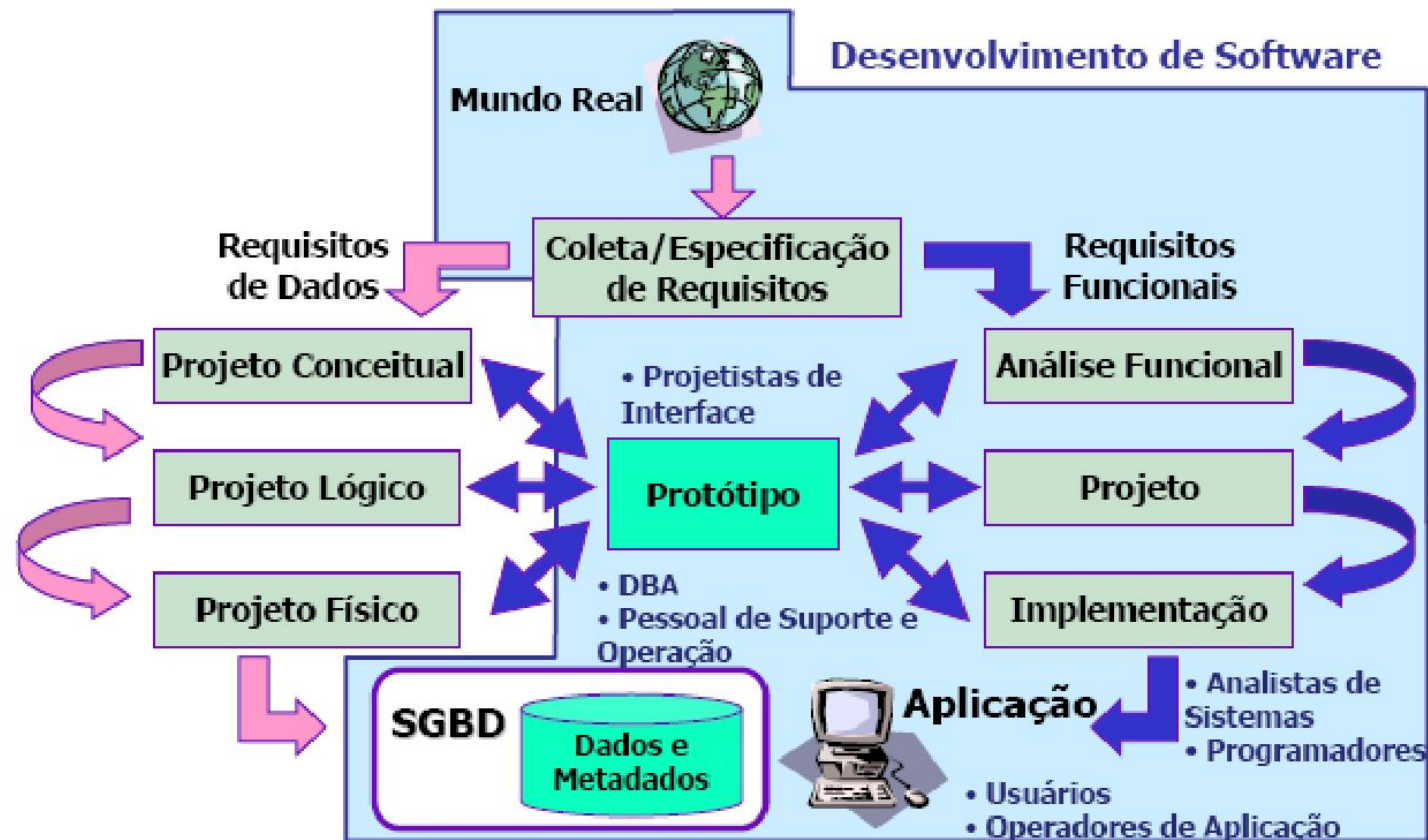 Desenvolvimento de Software
Mundo Real
Requisitos
de Dados
Coleta/Especificação
de Requisitos
Requisitos
Funcionais
Projeto Conceitual
• Projetistas de
Interface
Análise Funcional
Projeto Lógico
Protótipo
Projeto
Projeto Físico
• DBA
• Pessoal de Suporte e
Operação
Implementação
SGBD
Dados e
Metadados
Aplicação
• Analistas de
Sistemas
• Programadores
• Usuários
• Operadores de Aplicação